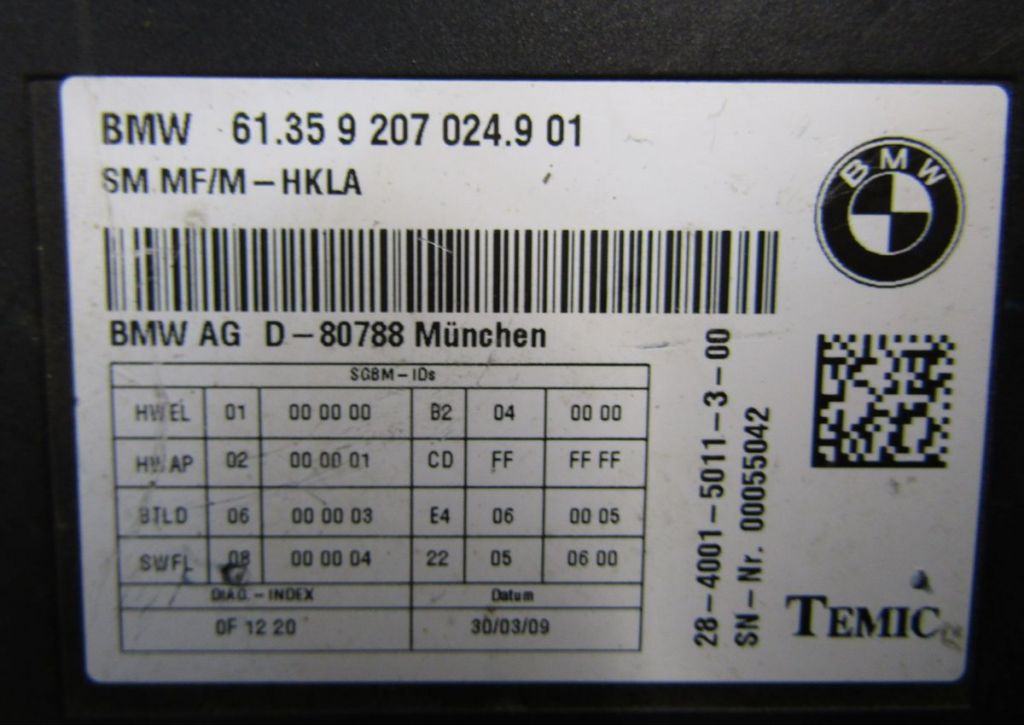 BMW 61.35 9 207 024.9 01
SM MF/M-HKLA
BMW
BMW AG D-80788 München
SGBM-IDs
HWEL 01 00 00 00 B2 04 00 00
HWAP 02 00 00 01 CD FF FF FF
BTLD 06 00 00 03 E4 06 00 05
SWFL 08 00 00 04 22 05 06 00
DIAG.-INDEX Datum
0F 12 20 30/03/09
28-4001-5011-3-00
SN-Nr. 00055042
TEMIC